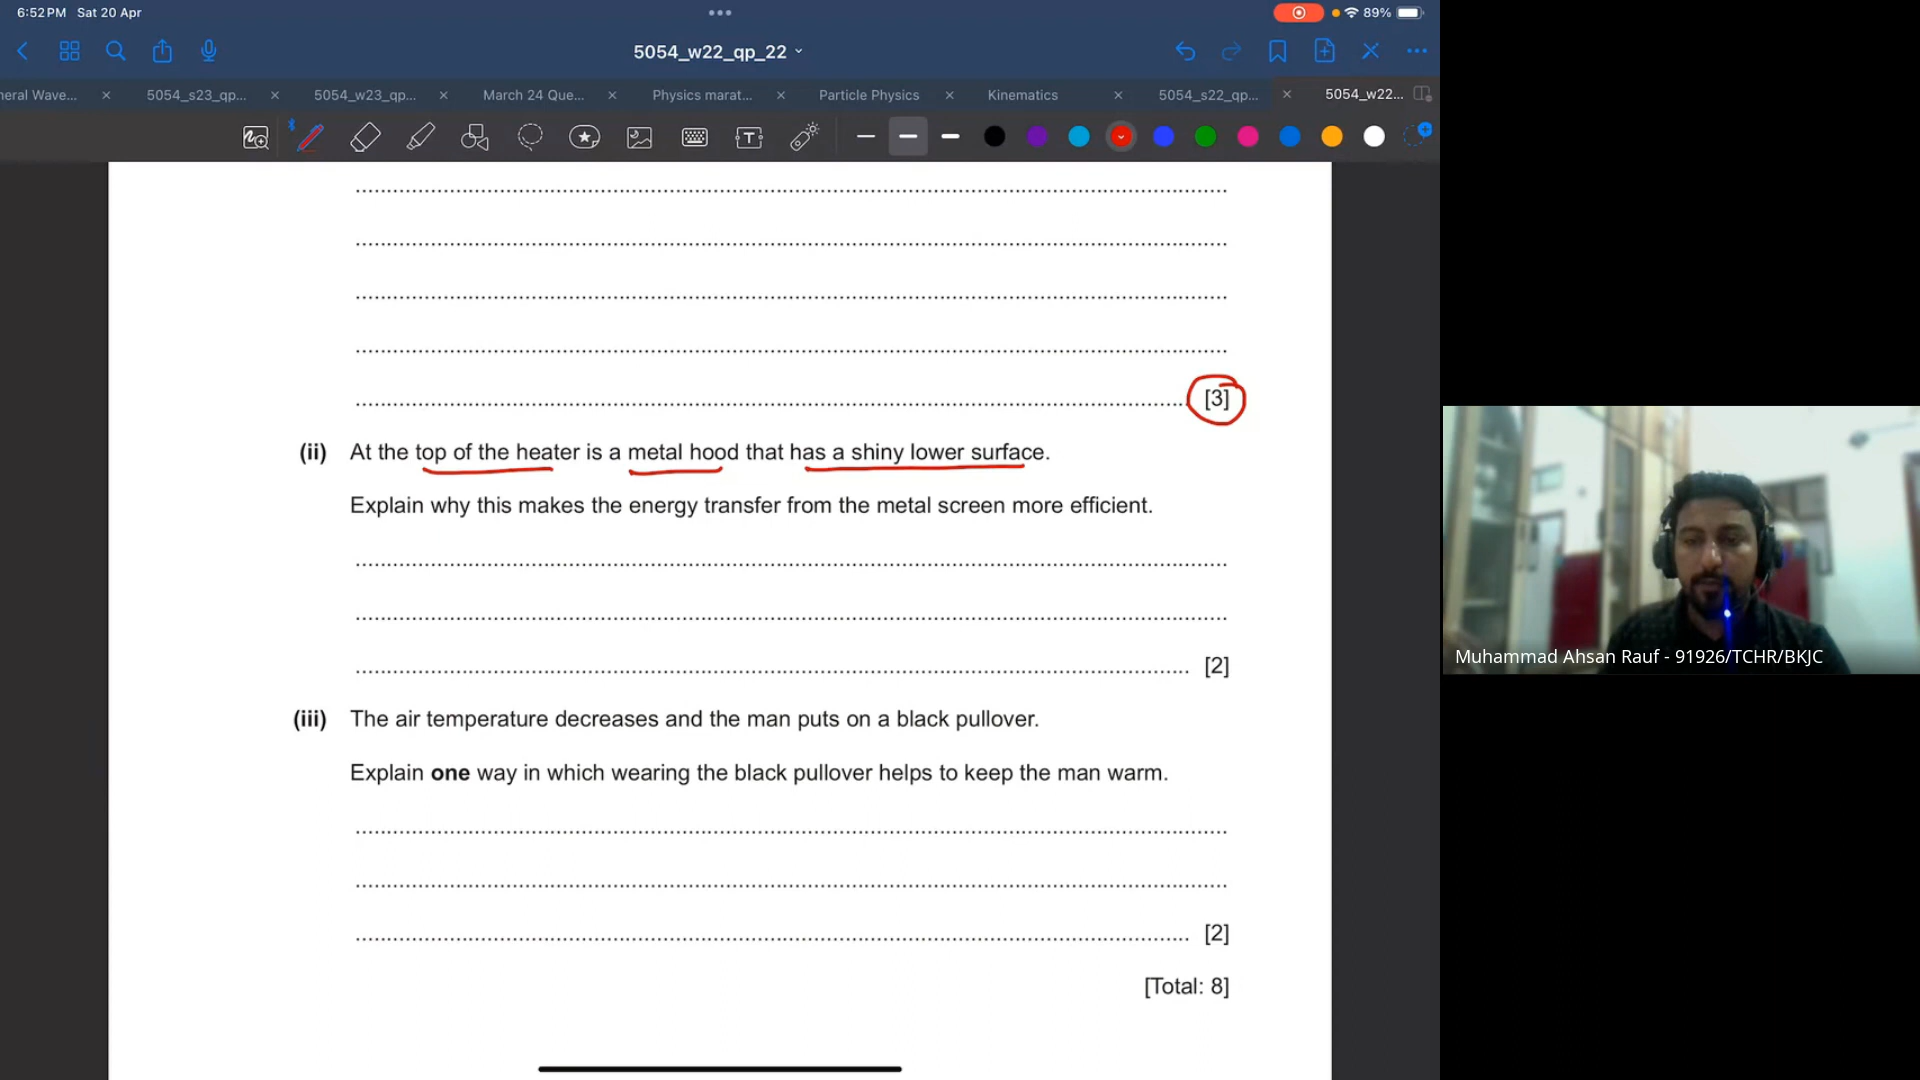 6:52 PM Sat 20 Apr
89%
5054_w22_qp_22
neral Wave...
5054_s23_qp...
5054_w23_qp...
March 24 Que...
Physics marat...
Particle Physics
Kinematics
5054_s22_qp...
5054_w22...
[3]
(ii) At the top of the heater is a metal hood that has a shiny lower surface.
Explain why this makes the energy transfer from the metal screen more efficient.
[2]
(iii) The air temperature decreases and the man puts on a black pullover.
Explain one way in which wearing the black pullover helps to keep the man warm.
[2]
[Total: 8]
Muhammad Ahsan Rauf - 91926/TCHR/BKJC